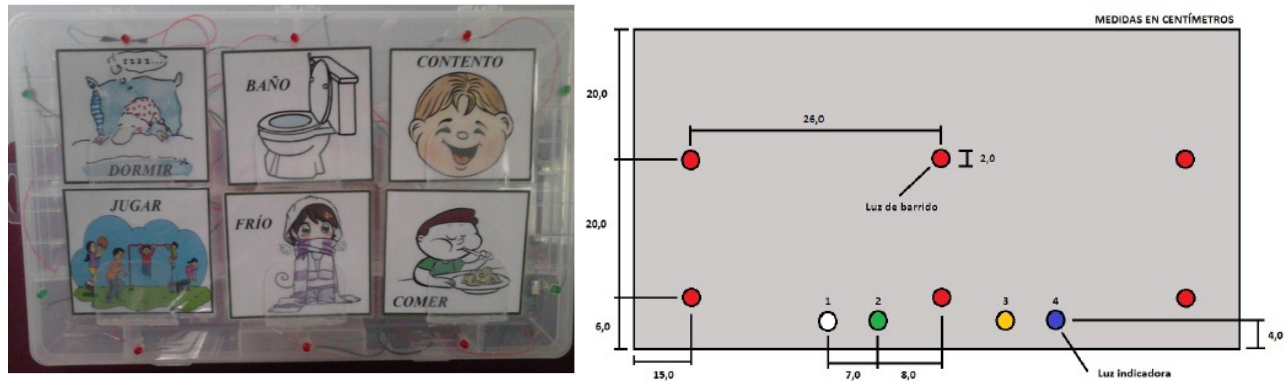 DORMIR
BAÑO
CONTENTO
JUGAR
FRÍO
COMER
MEDIDAS EN CENTÍMETROS
20,0
26,0
2,0
Luz de barrido
20,0
1 2 3 4
6,0
4,0
15,0
7,0 8,0
Luz indicadora